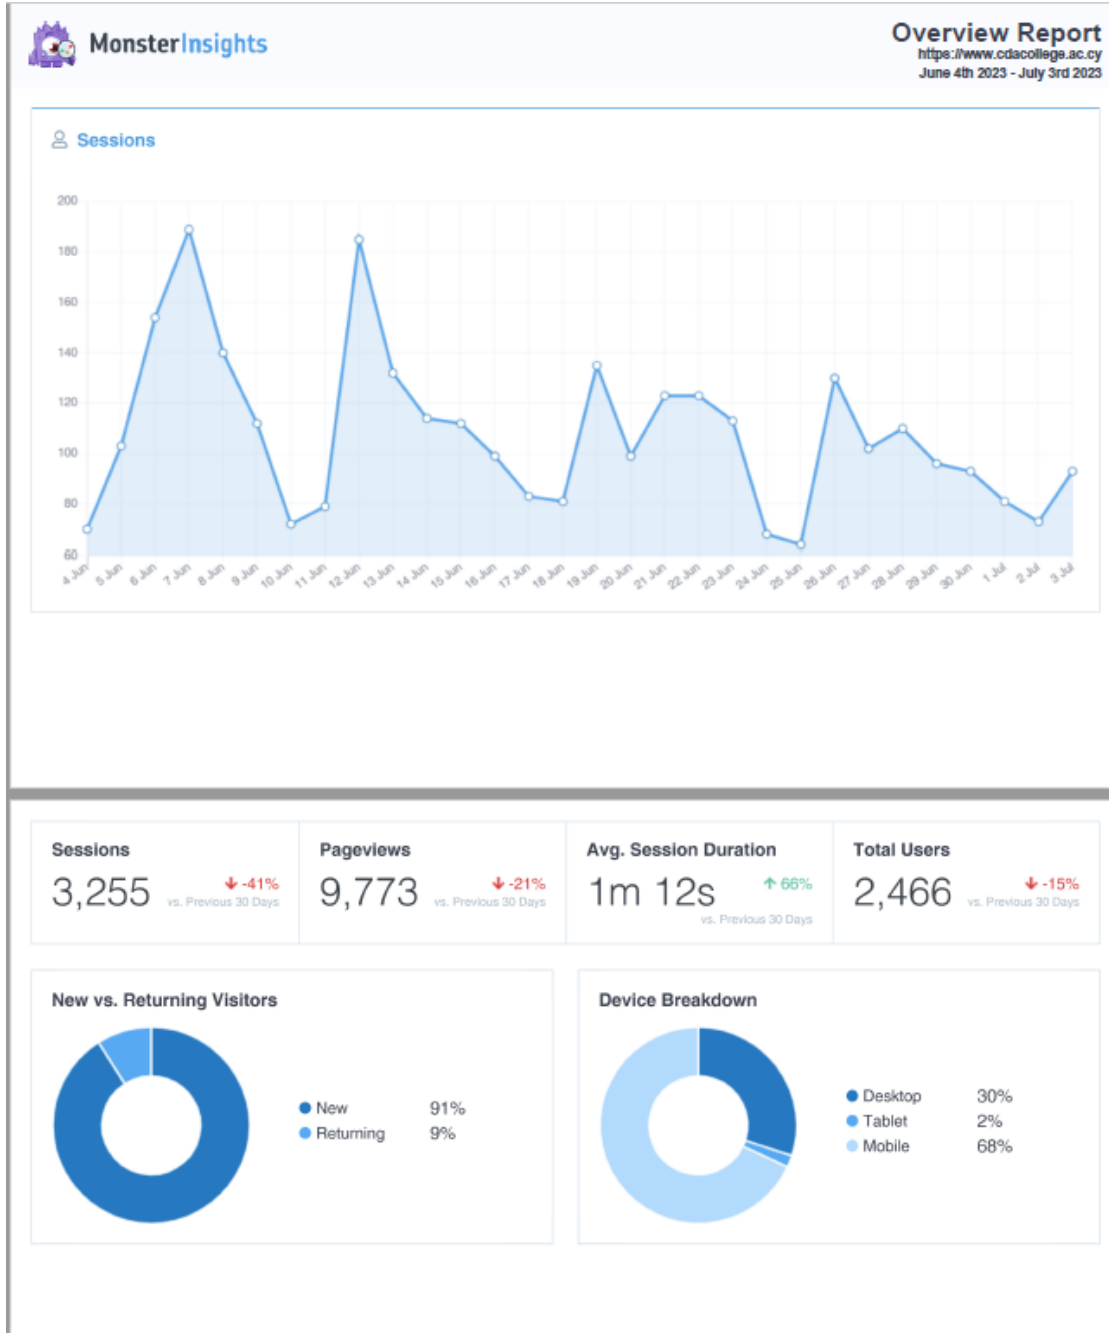 MonsterInsights
Overview Report
https://www.cdacollege.ac.cy
June 4th 2023 - July 3rd 2023
Sessions
200
180
160
140
120
100
80
60
4 Jun 5 Jun 6 Jun 7 Jun 8 Jun 9 Jun 10 Jun 11 Jun 12 Jun 13 Jun 14 Jun 15 Jun 16 Jun 17 Jun 18 Jun 19 Jun 20 Jun 21 Jun 22 Jun 23 Jun 24 Jun 25 Jun 26 Jun 27 Jun 28 Jun 29 Jun 30 Jun 1 Jul 2 Jul 3 Jul
Sessions
3,255 -41%
vs. Previous 30 Days
Pageviews
9,773 -21%
vs. Previous 30 Days
Avg. Session Duration
1m 12s 66%
vs. Previous 30 Days
Total Users
2,466 -15%
vs. Previous 30 Days
New vs. Returning Visitors
New 91%
Returning 9%
Device Breakdown
Desktop 30%
Tablet 2%
Mobile 68%